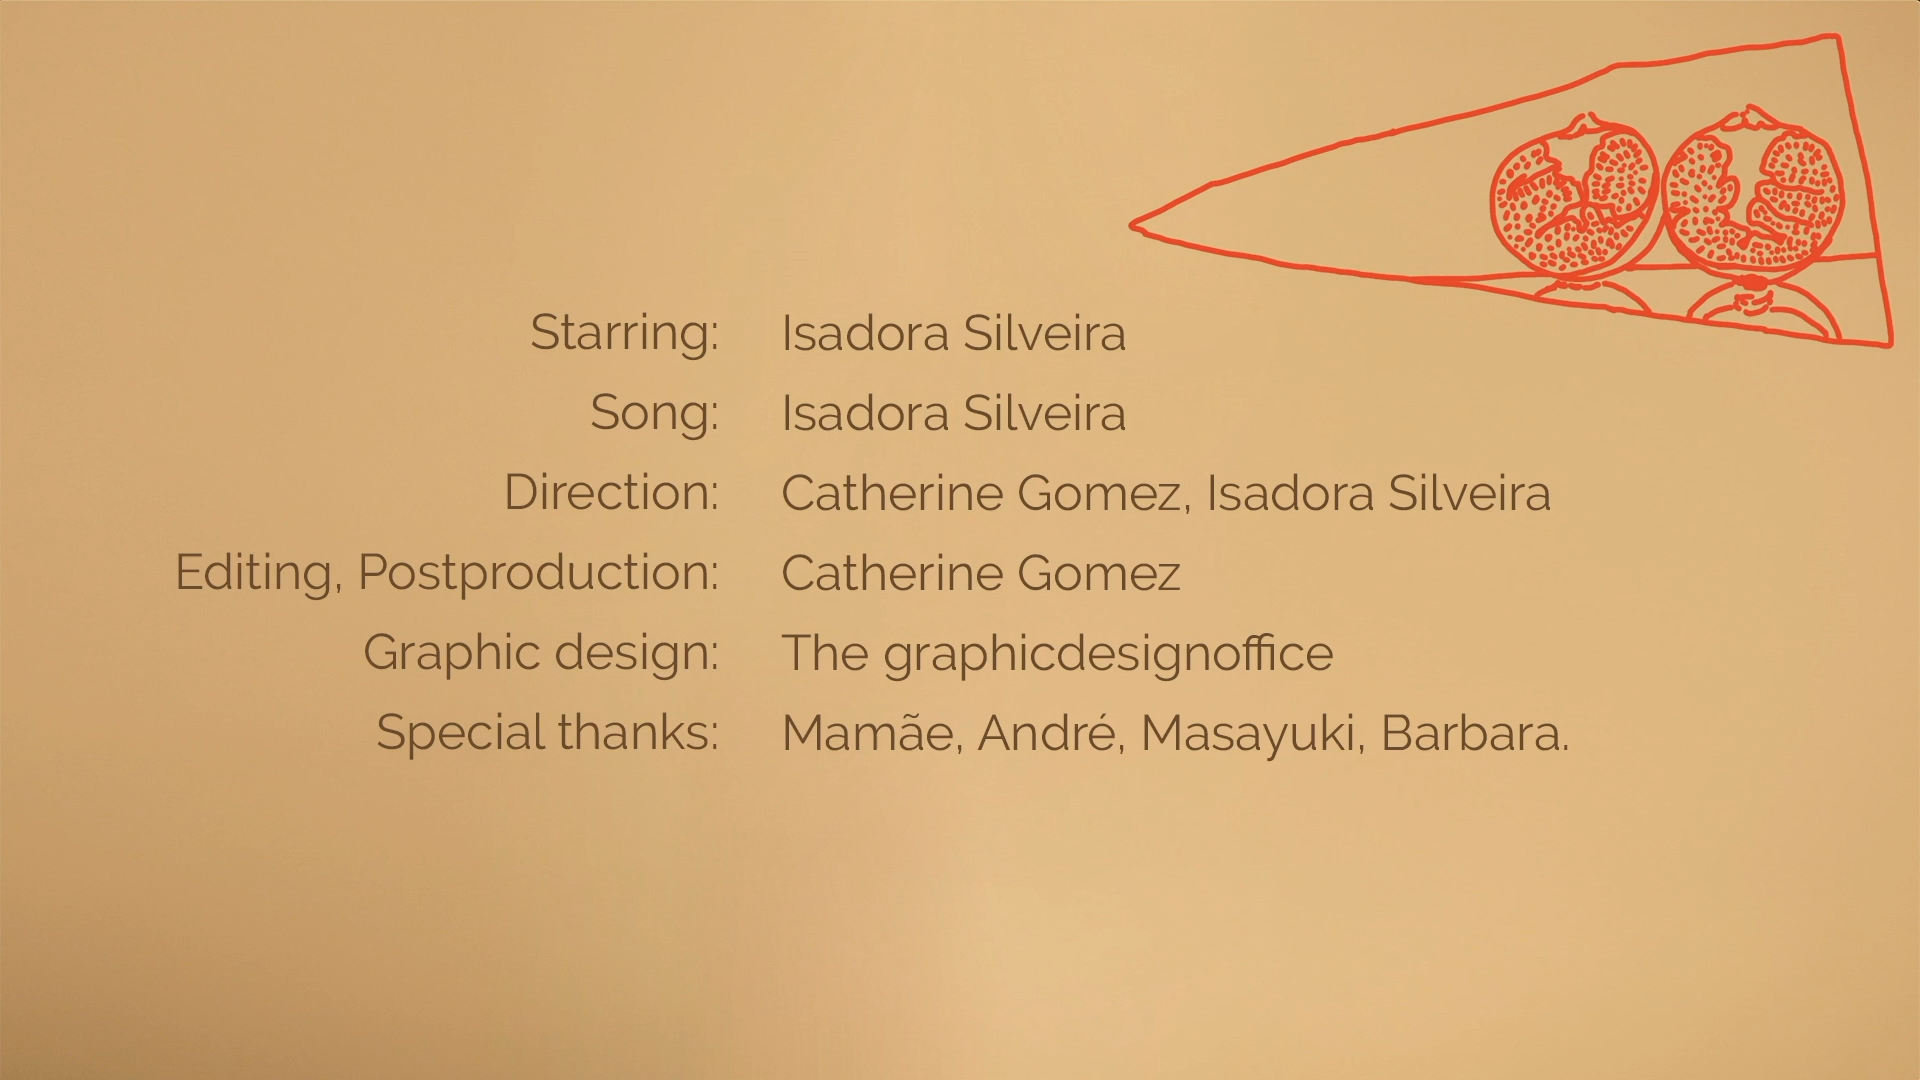 Starring: Isadora Silveira
Song: Isadora Silveira
Direction: Catherine Gomez, Isadora Silveira
Editing, Postproduction: Catherine Gomez
Graphic design: The graphicdesignoffice
Special thanks: Mamãe, André, Masayuki, Barbara.